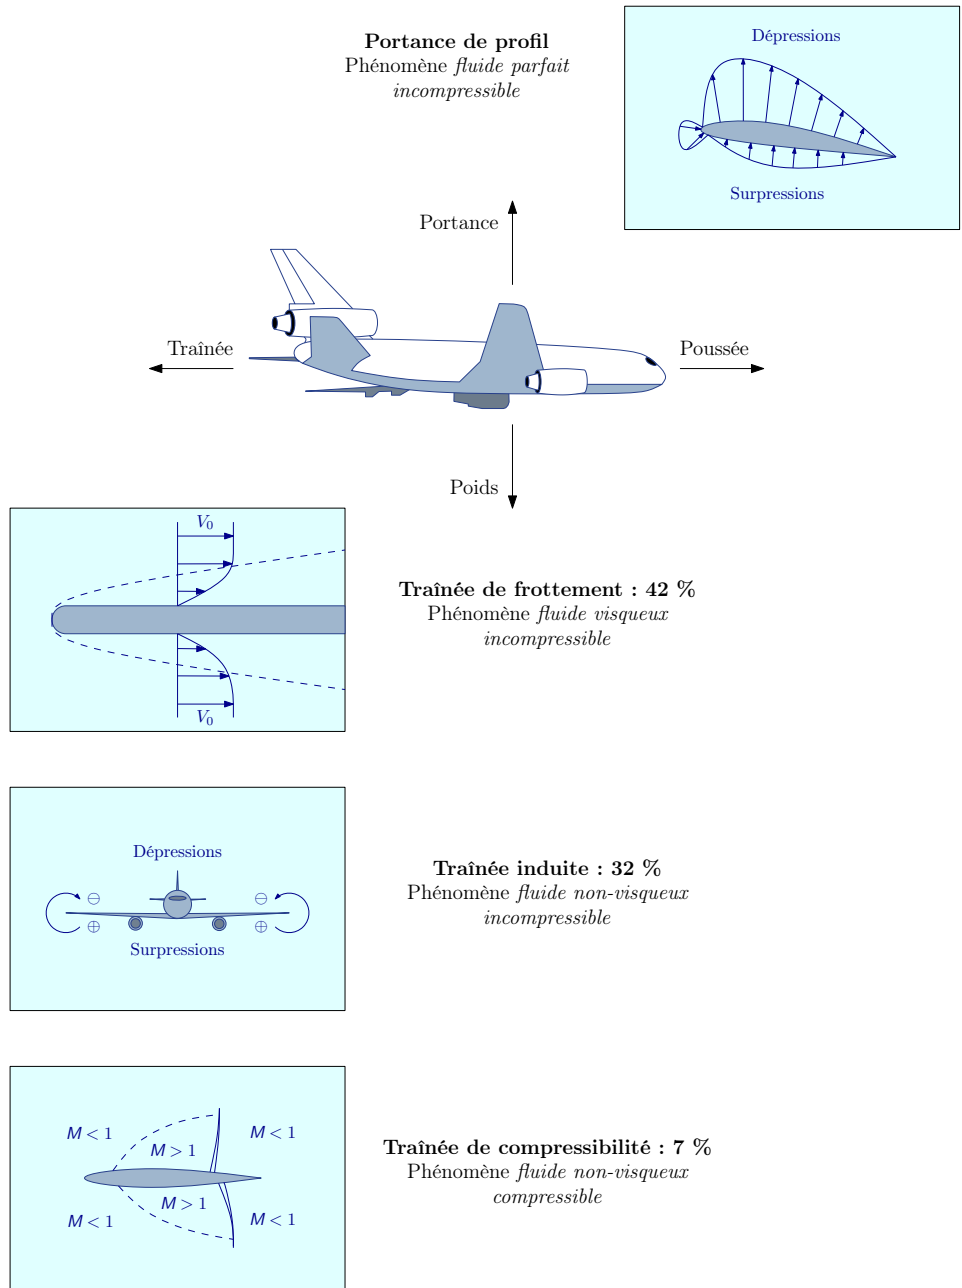 Portance de profil
Phénomène fluide parfait
incompressible
Dépressions
Surpressions
Portance
Traînée
Poussée
Poids
V0
V0
Traînée de frottement : 42 %
Phénomène fluide visqueux
incompressible
Dépressions
⊖ ⊖
⊕ ⊕
Surpressions
Traînée induite : 32 %
Phénomène fluide non-visqueux
incompressible
M < 1
M > 1
M < 1
M > 1
M < 1
M < 1
Traînée de compressibilité : 7 %
Phénomène fluide non-visqueux
compressible